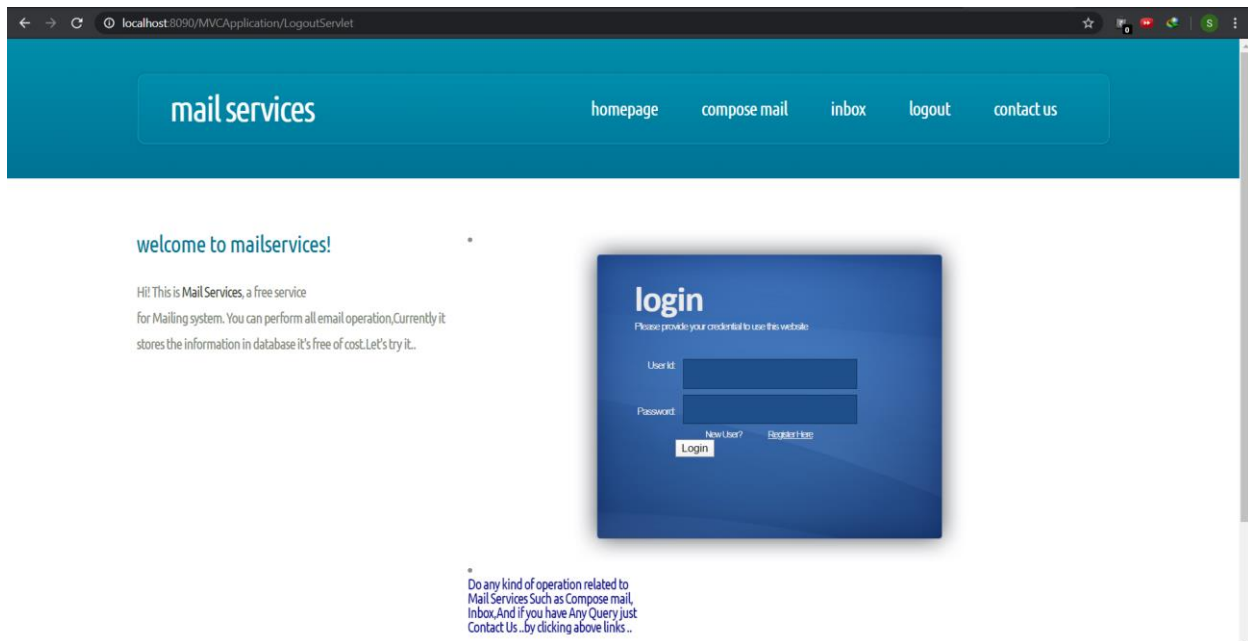 localhost:8090/MVCApplication/LogoutServlet
0
S
mail services
homepage compose mail inbox logout contact us
welcome to mailservices!
Hi! This is Mail Services, a free service
for Mailing system. You can perform all email operation,Currently it
stores the information in database it's free of cost.Let's try it..
login
Please provide your credential to use this website
User Id:
Password:
New User? Register Here
Login
Do any kind of operation related to
Mail Services Such as Compose mail,
Inbox,And if you have Any Query just
Contact Us ..by clicking above links ..